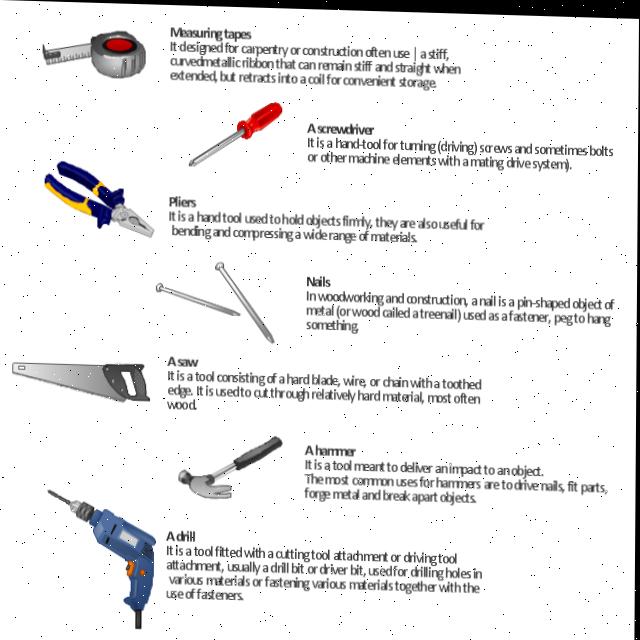 Measuring tapes
It designed for carpentry or construction often use | a stiff,
curvedmetallic ribbon that can remain stiff and straight when
extended, but retracts into a coil for convenient storage.
A screwdriver
It is a hand-tool for turning (driving) screws and sometimes bolts
or other machine elements with a mating drive system).
Pliers
It is a hand tool used to hold objects firmly, they are also useful for
bending and compressing a wide range of materials.
Nails
In woodworking and construction, a nail is a pin-shaped object of
metal (or wood called a treenail) used as a fastener, peg to hang
something.
A saw
It is a tool consisting of a hard blade, wire, or chain with a toothed
edge. It is used to cut through relatively hard material, most often
wood.
A hammer
It is a tool meant to deliver an impact to an object.
The most common uses for hammers are to drive nails, fit parts,
forge metal and break apart objects.
A drill
It is a tool fitted with a cutting tool attachment or driving tool
attachment, usually a drill bit or driver bit, used for drilling holes in
various materials or fastening various materials together with the
use of fasteners.